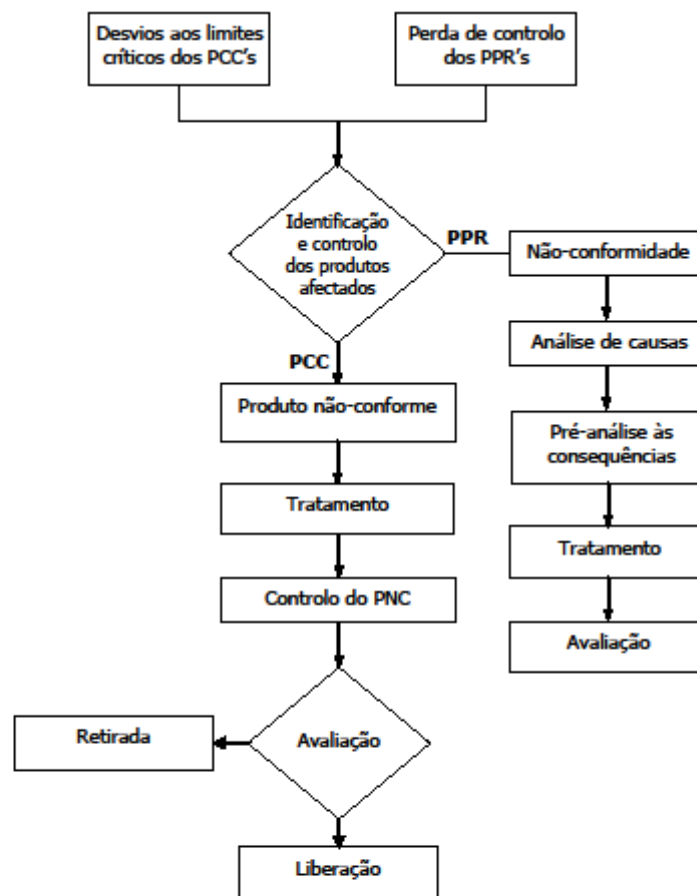 Desvios aos limites
críticos dos PCC's
Perda de controlo
dos PPR's
Identificação
e controlo
dos produtos
afectados
PPR
Não-conformidade
Análise de causas
PCC
Produto não-conforme
Pré-análise às
consequências
Tratamento
Tratamento
Controlo do PNC
Avaliação
Retirada
Avaliação
Liberação